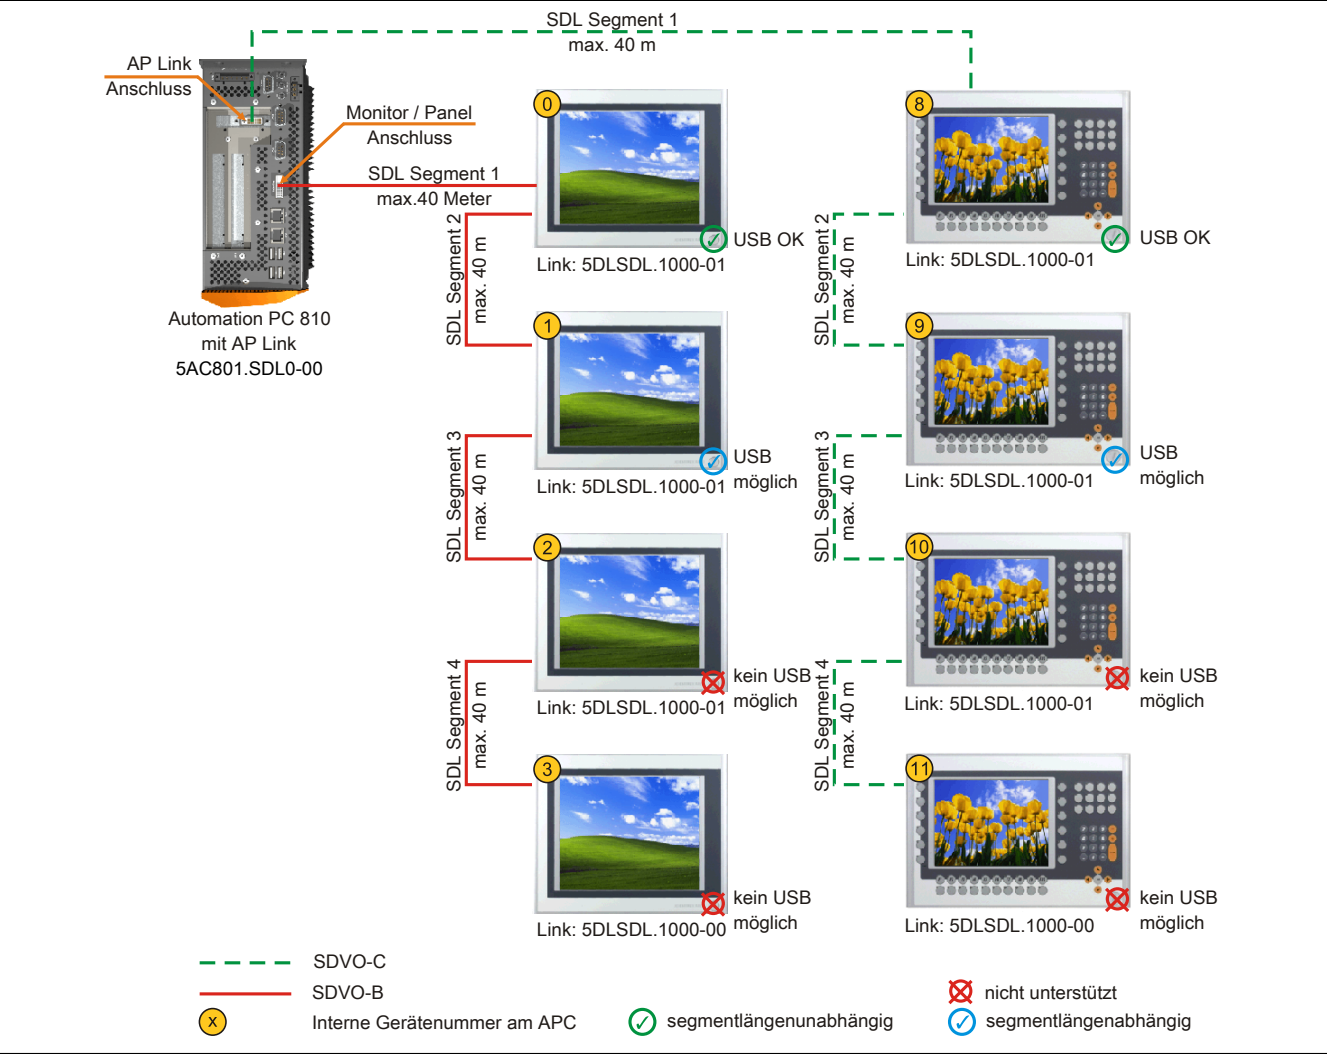 SDL Segment 1
max. 40 m
AP Link
Anschluss
Monitor / Panel
Anschluss
SDL Segment 1
max.40 Meter
Automation PC 810
mit AP Link
5AC801.SDL0-00
0
USB OK
Link: 5DLSDL.1000-01
8
USB OK
Link: 5DLSDL.1000-01
SDL Segment 2
max. 40 m
SDL Segment 2
max. 40 m
1
USB
möglich
Link: 5DLSDL.1000-01
9
USB
möglich
Link: 5DLSDL.1000-01
SDL Segment 3
max. 40 m
SDL Segment 3
max. 40 m
2
kein USB
möglich
Link: 5DLSDL.1000-01
10
kein USB
möglich
Link: 5DLSDL.1000-01
SDL Segment 4
max. 40 m
SDL Segment 4
max. 40 m
3
kein USB
möglich
Link: 5DLSDL.1000-00
11
kein USB
möglich
Link: 5DLSDL.1000-00
SDVO-C
SDVO-B
nicht unterstützt
x
Interne Gerätenummer am APC
segmentlängenunabhängig
segmentlängenabhängig